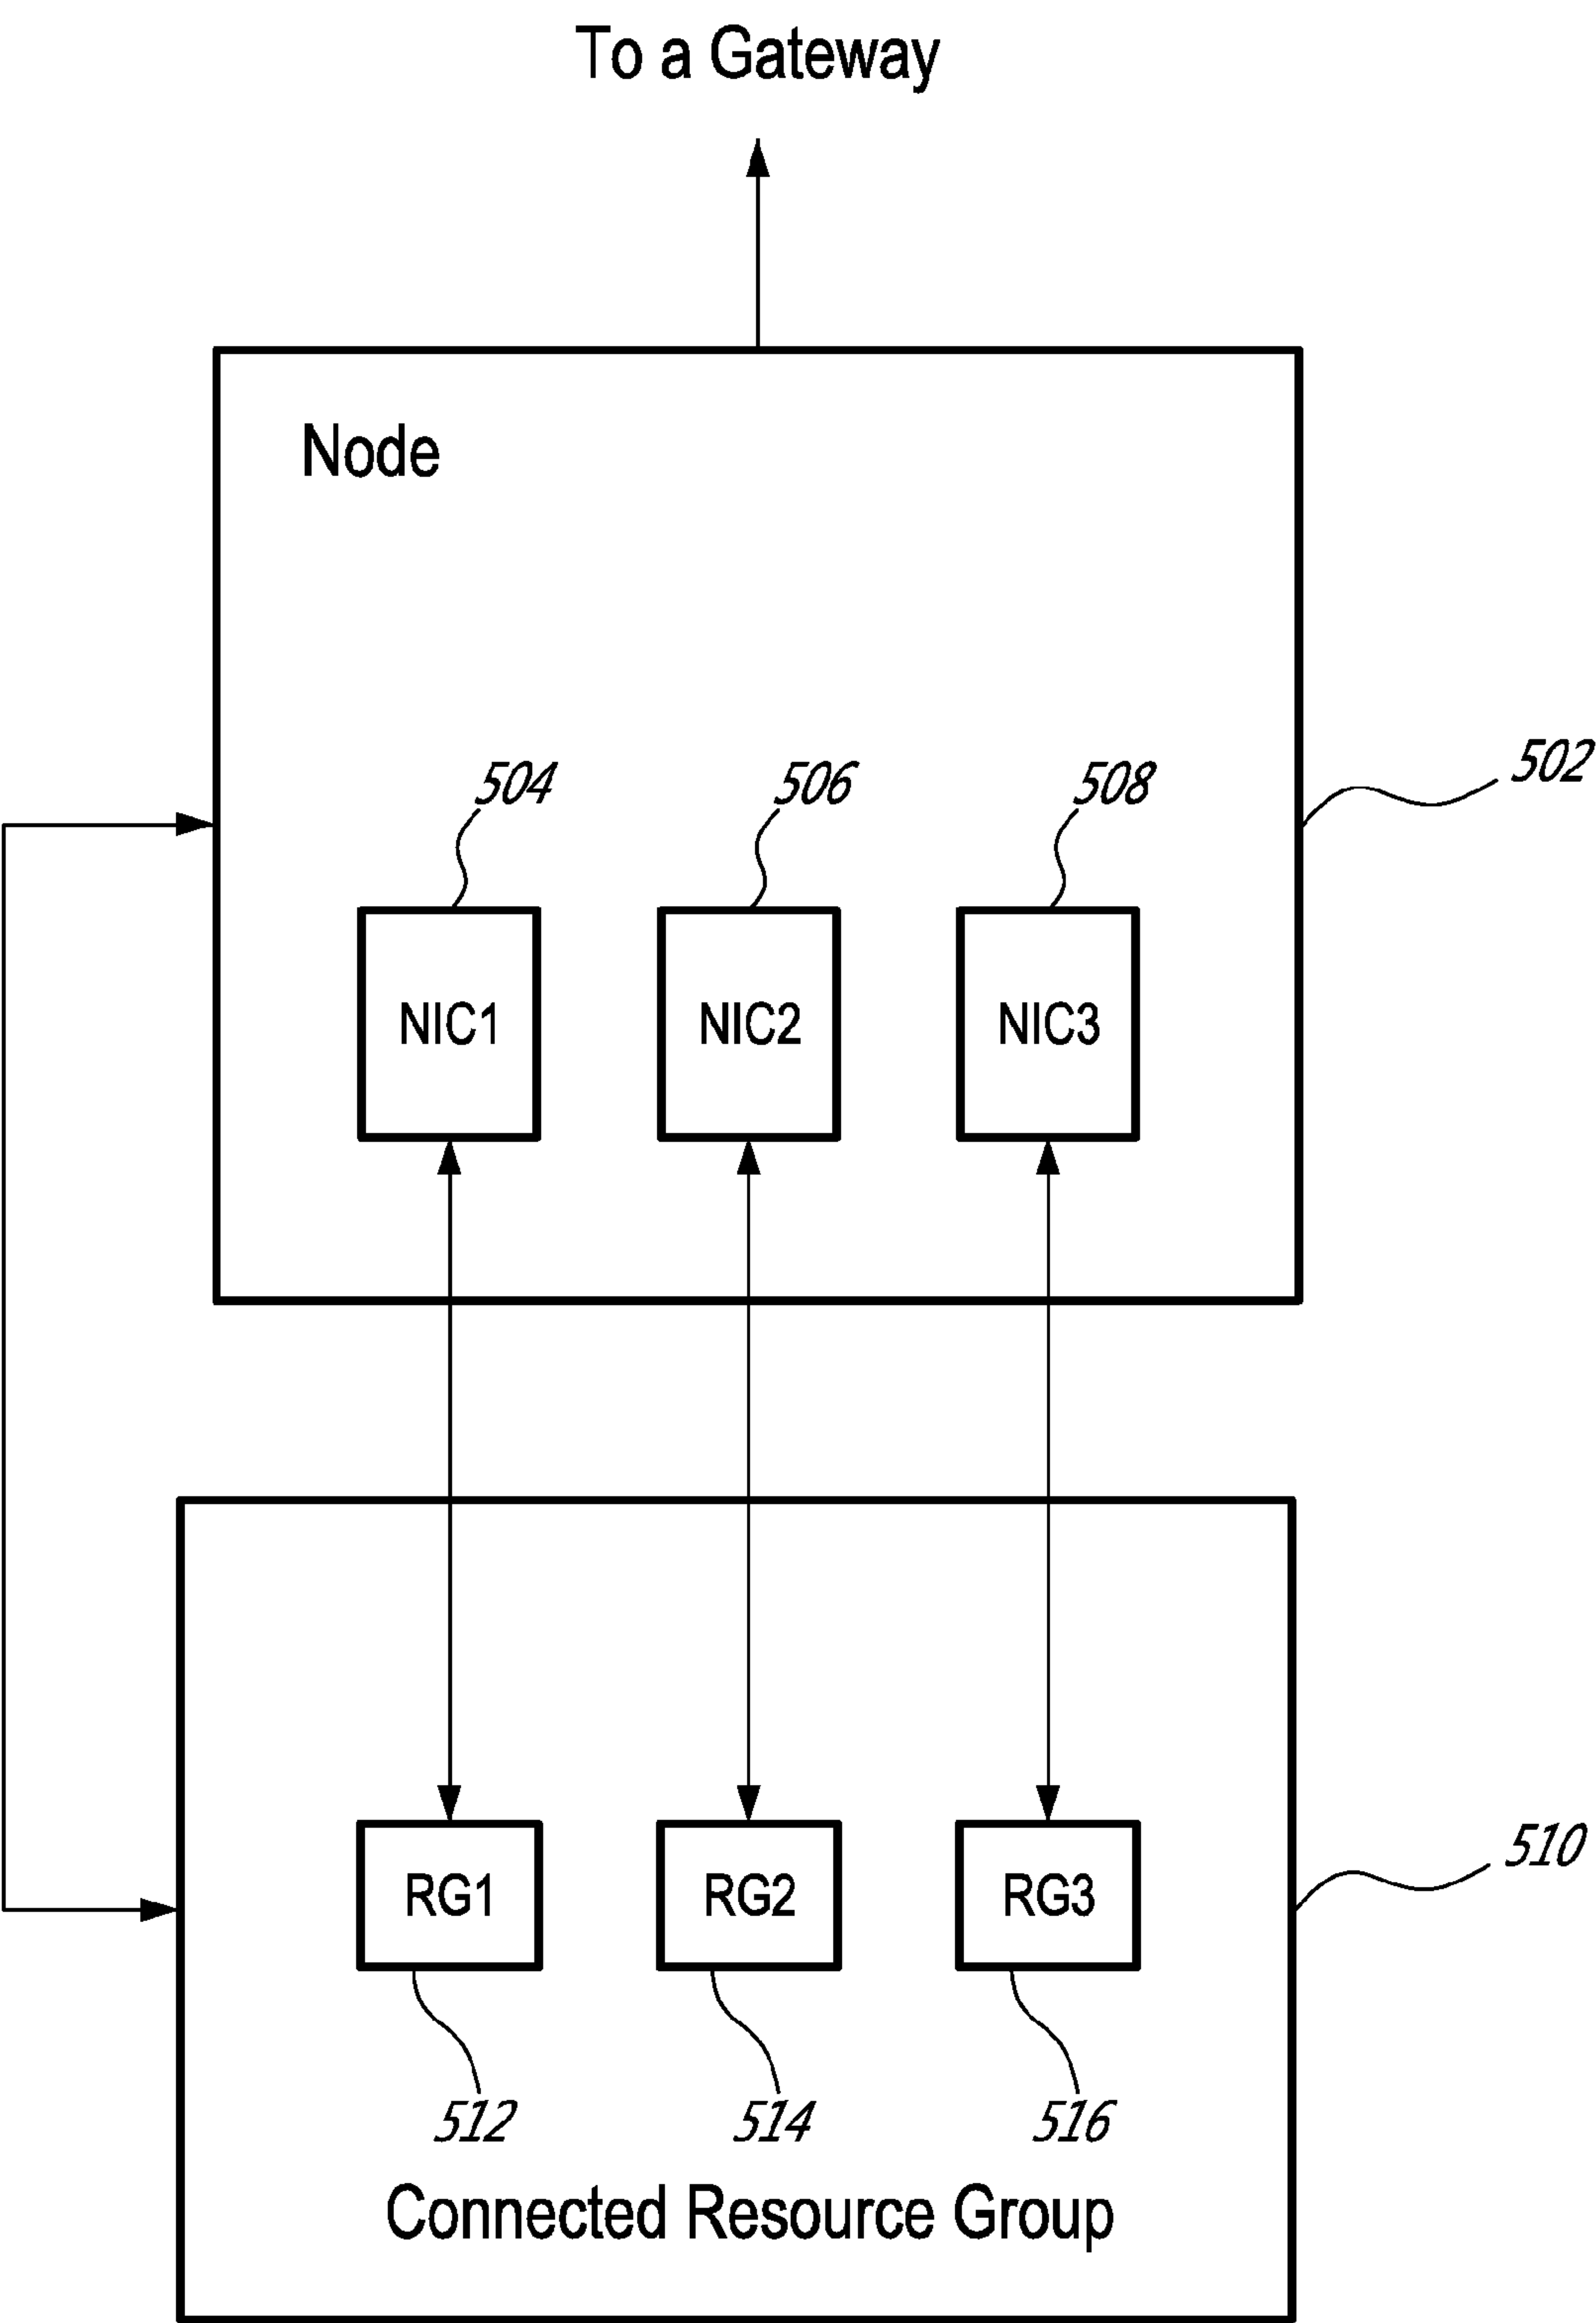 To a Gateway
Node
502
504 506 508
NIC1 NIC2 NIC3
510
RG1 RG2 RG3
512 514 516
Connected Resource Group